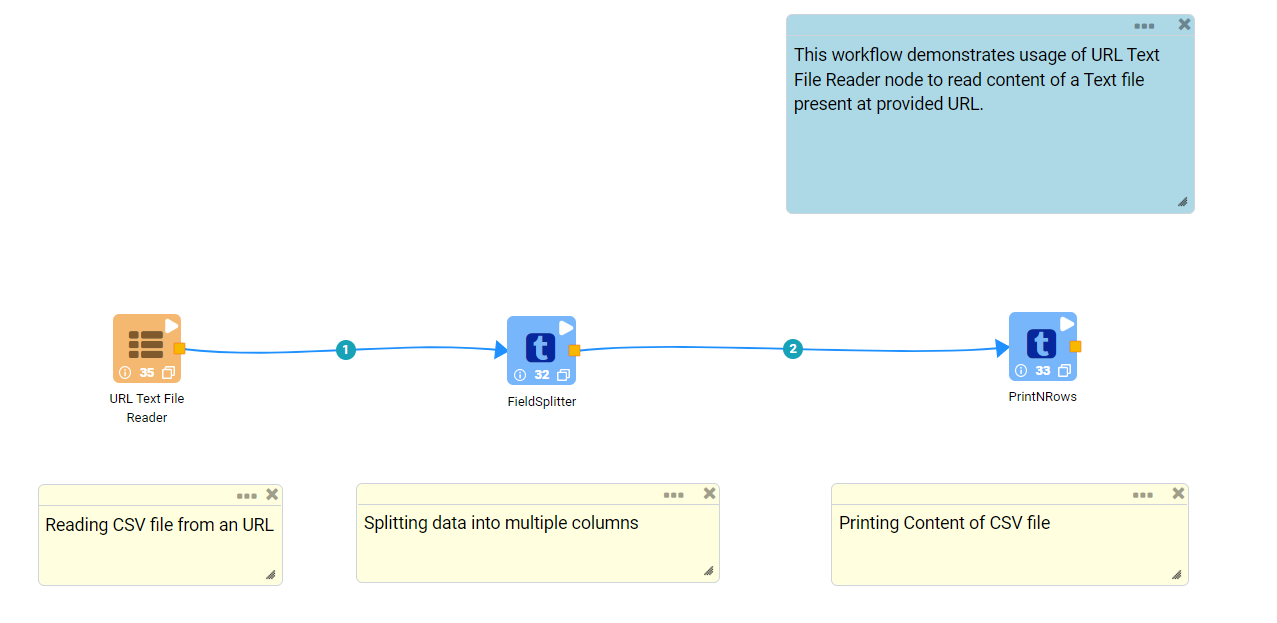 This workflow demonstrates usage of URL Text
File Reader node to read content of a Text file
present at provided URL.
1
2
t
t
35
32
33
URL Text File
Reader
FieldSplitter
PrintNRows
Reading CSV file from an URL
Splitting data into multiple columns
Printing Content of CSV file